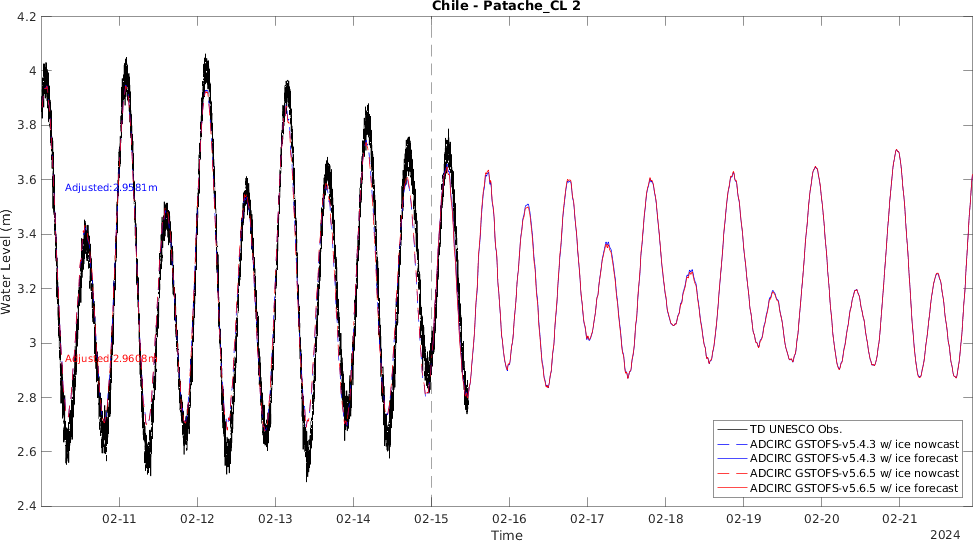 Chile - Patache_CL 2
4.2
4
3.8
3.6
3.4
3.2
3
2.8
2.6
2.4
Water Level (m)
Adjusted:2.9581m
Adjusted:2.9608m
TD UNESCO Obs.
ADCIRC GSTOFS-v5.4.3 w/ ice nowcast
ADCIRC GSTOFS-v5.4.3 w/ ice forecast
ADCIRC GSTOFS-v5.6.5 w/ ice nowcast
ADCIRC GSTOFS-v5.6.5 w/ ice forecast
02-11 02-12 02-13 02-14 02-15 02-16 02-17 02-18 02-19 02-20 02-21
Time
2024